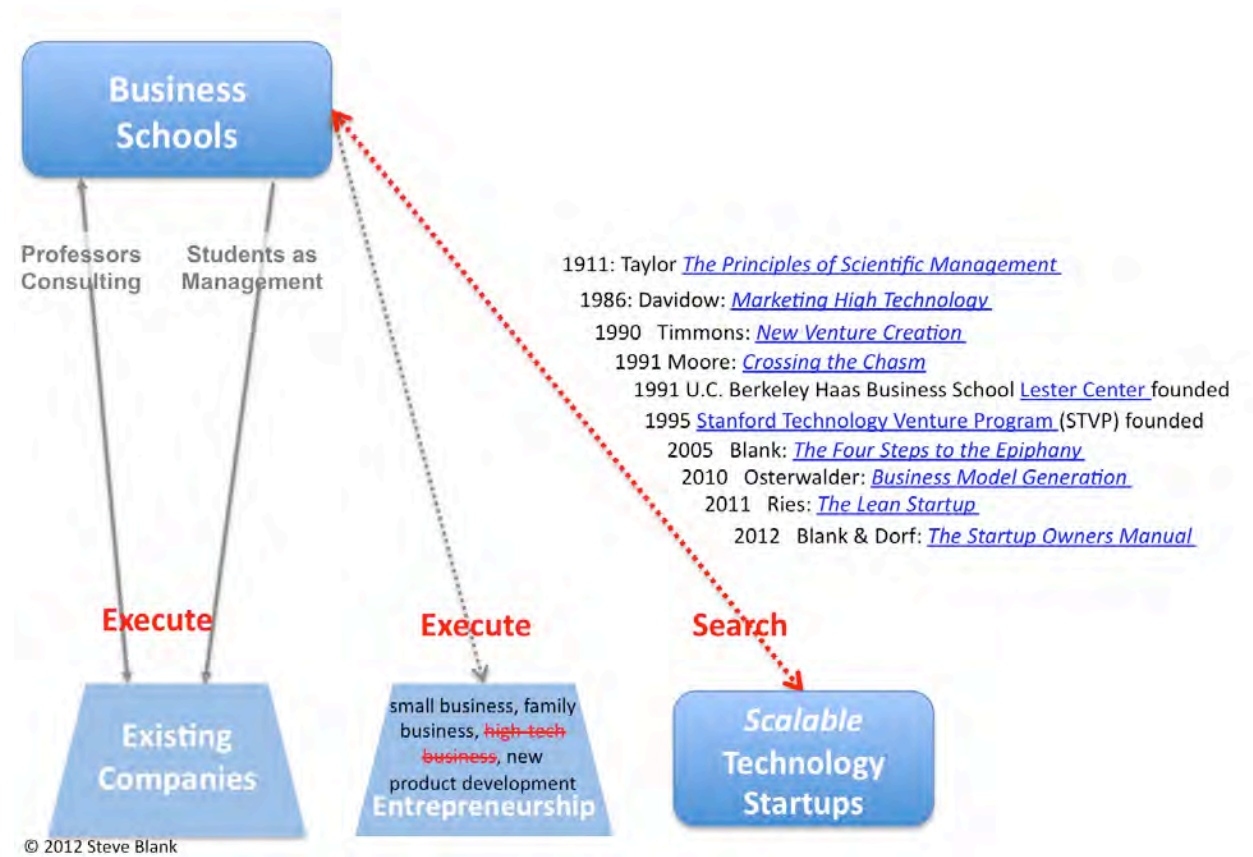 Business
Schools
Professors
Consulting
Students as
Management
1911: Taylor The Principles of Scientific Management
1986: Davidow: Marketing High Technology
1990 Timmons: New Venture Creation
1991 Moore: Crossing the Chasm
1991 U.C. Berkeley Haas Business School Lester Center founded
1995 Stanford Technology Venture Program (STVP) founded
2005 Blank: The Four Steps to the Epiphany
2010 Osterwalder: Business Model Generation
2011 Ries: The Lean Startup
2012 Blank & Dorf: The Startup Owners Manual
Execute
Execute
Search
Existing
Companies
small business, family
business, high-tech
business, new
product development
Entrepreneurship
Scalable
Technology
Startups
© 2012 Steve Blank